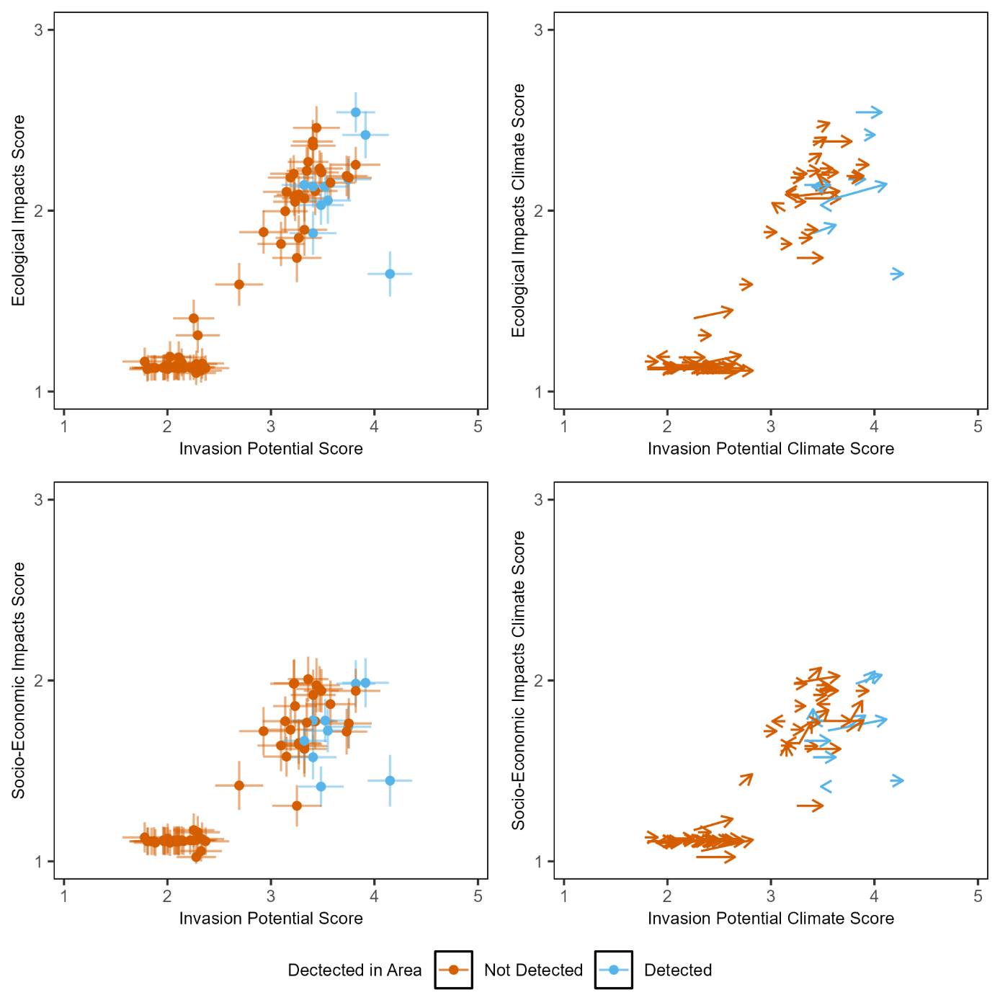 3
2
1
Ecological Impacts Score
1 2 3 4 5
Invasion Potential Score
3
2
1
Ecological Impacts Climate Score
1 2 3 4 5
Invasion Potential Climate Score
3
2
1
Socio-Economic Impacts Score
1 2 3 4 5
Invasion Potential Score
3
2
1
Socio-Economic Impacts Climate Score
1 2 3 4 5
Invasion Potential Climate Score
Dectected in Area Not Detected Detected